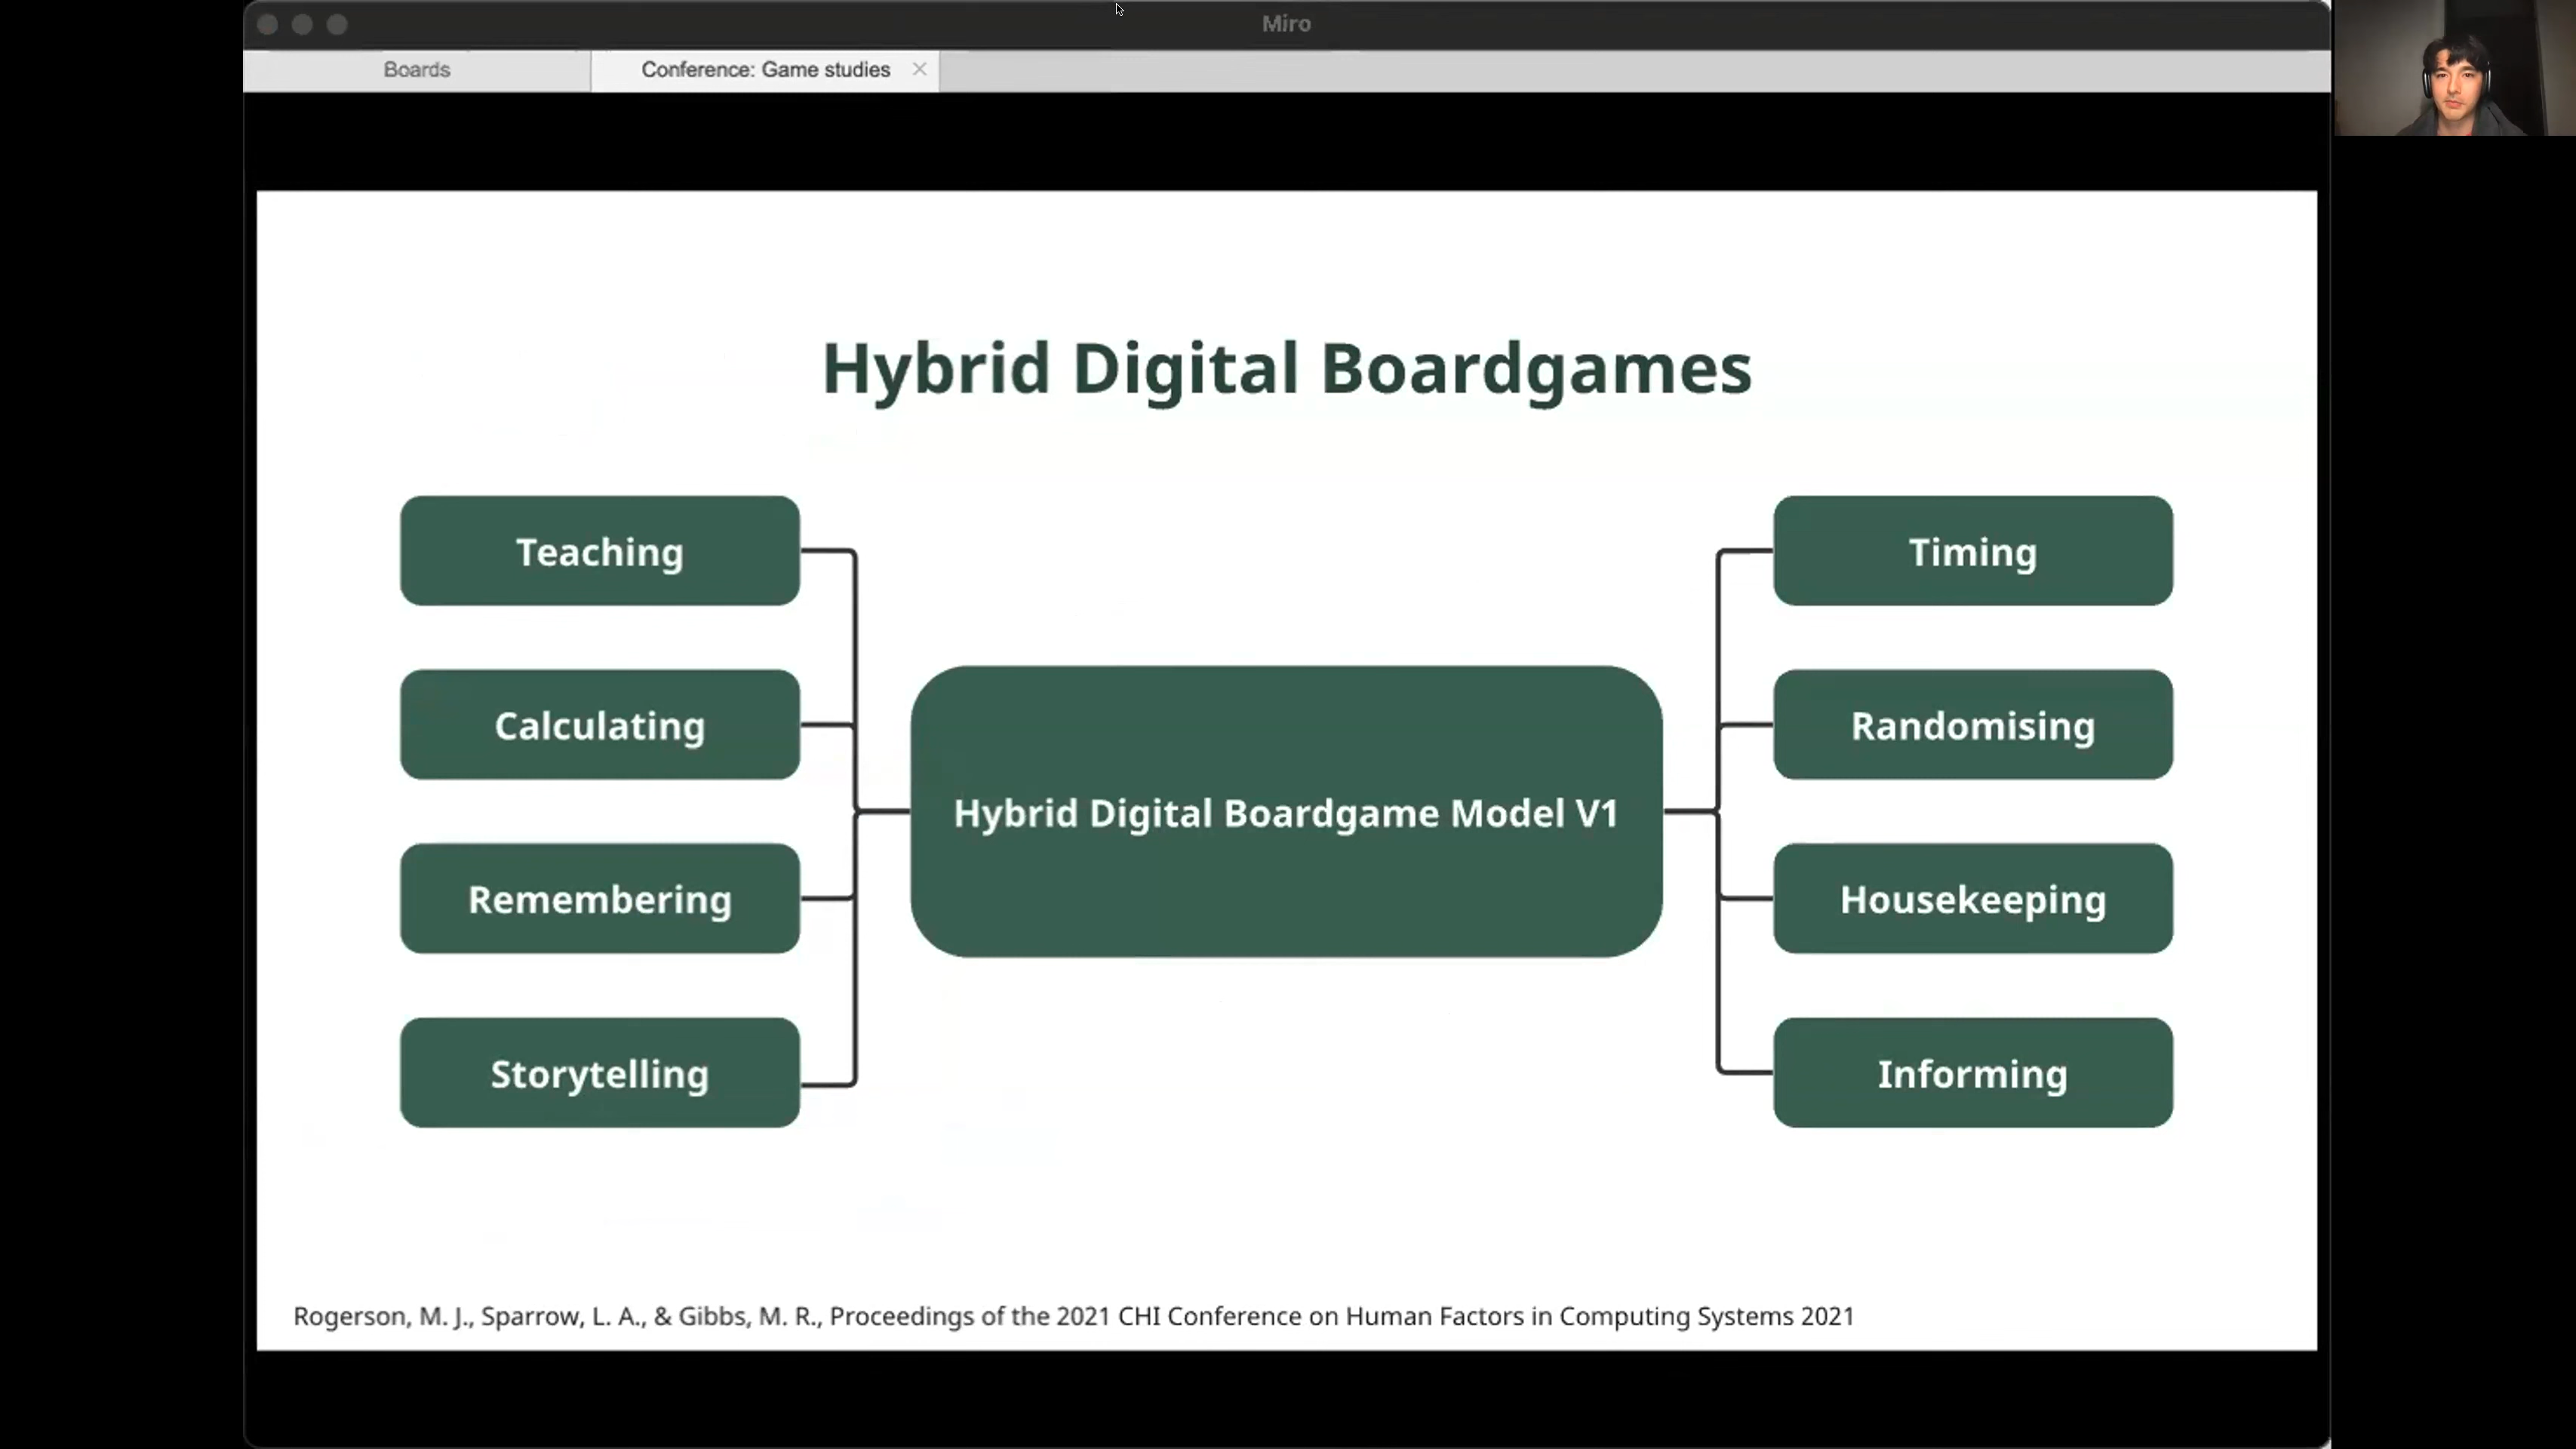 Miro
Boards
Conference: Game studies
Hybrid Digital Boardgames
Teaching
Calculating
Remembering
Storytelling
Hybrid Digital Boardgame Model V1
Timing
Randomising
Housekeeping
Informing
Rogerson, M. J., Sparrow, L. A., & Gibbs, M. R., Proceedings of the 2021 CHI Conference on Human Factors in Computing Systems 2021